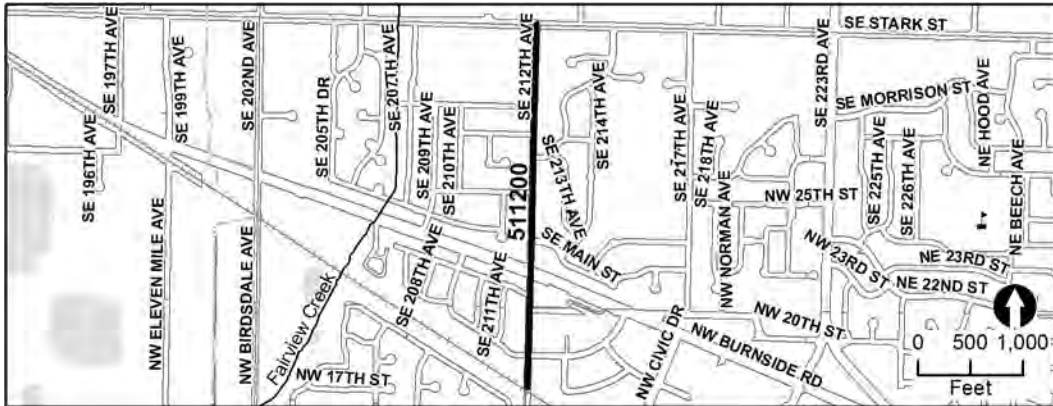 SE STARK ST
SE 197TH AVE
SE 199TH AVE
SE 202ND AVE
SE 205TH DR
SE 207TH AVE
SE 209TH AVE
SE 210TH AVE
SE 212TH AVE
SE 214TH AVE
SE 217TH AVE
SE 218TH AVE
SE 223RD AVE
SE MORRISON ST
NE HOOD AVE
SE 196TH AVE
SE 213TH AVE
NW 25TH ST
SE 225TH AVE
SE 226TH AVE
NE BEECH AVE
511200
NW ELEVEN MILE AVE
NW BIRDSDALE AVE
Fairview Creek
SE 208TH AVE
SE 211TH AVE
SE MAIN ST
NW NORMAN AVE
NW 23RD ST
NE 23RD ST
NE 22ND ST
NW 17TH ST
NW CIVIC DR
NW 20TH ST
NW BURNSIDE RD
0 500 1,000
Feet